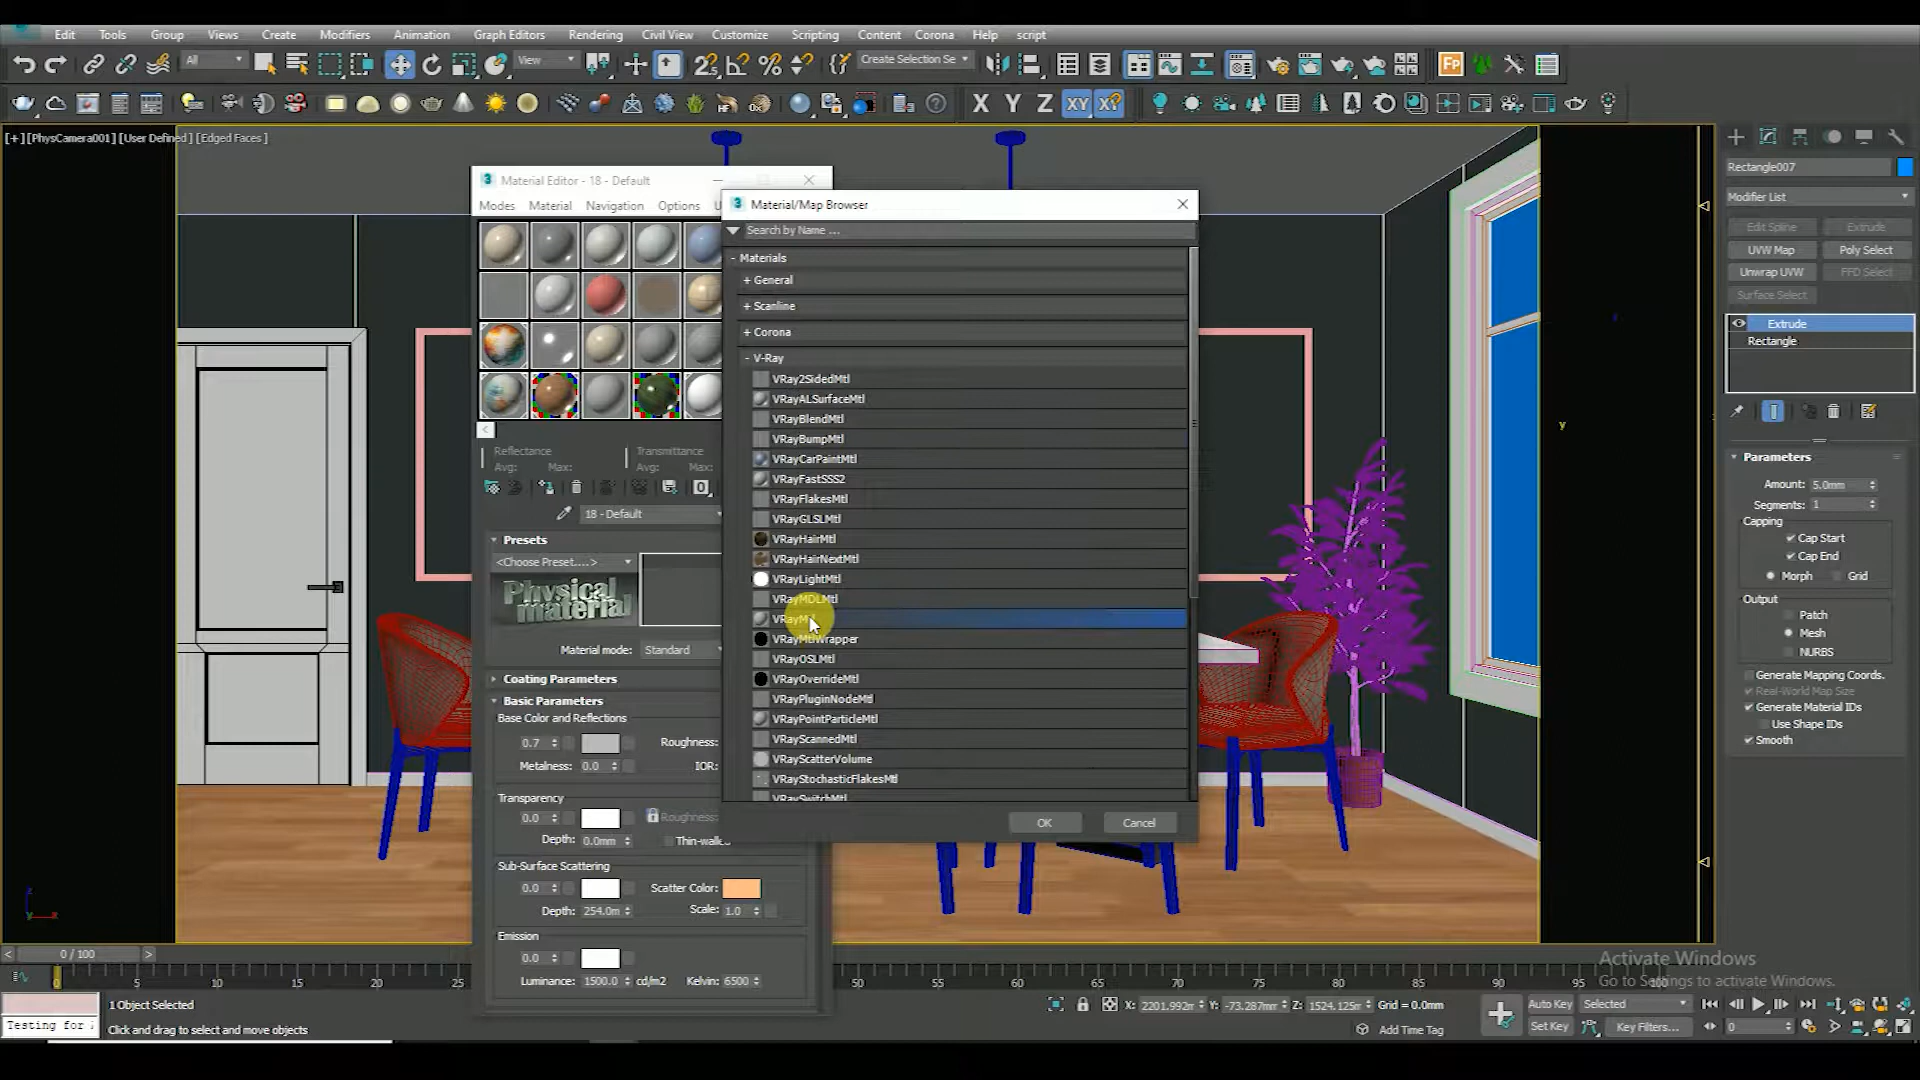 Edit Tools Group Views Create Modifiers Animation Graph Editors Rendering Civil View Customize Scripting Content Corona Help script
All View Create Selection Se
X Y Z XY
[+] [PhysCamera001] [User Defined] [Edged Faces]
Material Editor - 18 - Default
Modes Material Navigation Options
Reflectance Transmittance
Avg: Max: Avg: Max:
18 - Default
Presets
<Choose Preset....>
Physical material
Material mode: Standard
Coating Parameters
Basic Parameters
Base Color and Reflections
0.7 Roughness:
Metalness: 0.0 IOR:
Transparency
0.0 Roughness:
Depth: 0.0mm Thin-walled
Sub-Surface Scattering
0.0 Scatter Color:
Depth: 254.0m Scale: 1.0
Emission
0.0
Luminance: 1500.0 cd/m2 Kelvin: 6500
Material/Map Browser
Search by Name ...
- Materials
+ General
+ Scanline
+ Corona
- V-Ray
VRay2SidedMtl
VRayALSurfaceMtl
VRayBlendMtl
VRayBumpMtl
VRayCarPaintMtl
VRayFastSSS2
VRayFlakesMtl
VRayGLSLMtl
VRayHairMtl
VRayHairNextMtl
VRayLightMtl
VRayMDLMtl
VRayMtl
VRayMtlWrapper
VRayOSLMtl
VRayOverrideMtl
VRayPluginNodeMtl
VRayPointParticleMtl
VRayScannedMtl
VRayScatterVolume
VRayStochasticFlakesMtl
VRaySwitchMtl
OK Cancel
Rectangle007
Modifier List
Edit Spline Extrude
UVW Map Poly Select
Unwrap UVW FFD Select
Surface Select
Extrude
Rectangle
Parameters
Amount: 5.0mm
Segments: 1
Capping
Cap Start
Cap End
Morph Grid
Output
Patch
Mesh
NURBS
Generate Mapping Coords.
Real-World Map Size
Generate Material IDs
Use Shape IDs
Smooth
y
Activate Windows
Go to Settings to activate Windows.
0 / 100
0 5 10 15 20 25 50 55 60 65 70 75 80 85 90 95 100
1 Object Selected
Testing for
Click and drag to select and move objects
X: 2201.992m Y: -73.287mm Z: 1524.125m Grid = 0.0mm
Add Time Tag
Auto Key Selected
Set Key Key Filters...
0